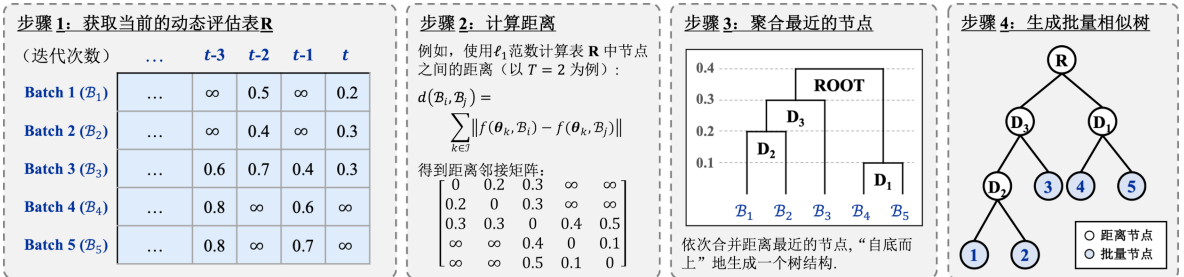 步骤 1：获取当前的动态评估表R
（迭代次数） … t-3 t-2 t-1 t
Batch 1 (ℬ₁) … ∞ 0.5 ∞ 0.2
Batch 2 (ℬ₂) … ∞ 0.4 ∞ 0.3
Batch 3 (ℬ₃) … 0.6 0.7 0.4 0.3
Batch 4 (ℬ₄) … 0.8 ∞ 0.6 ∞
Batch 5 (ℬ₅) … 0.8 ∞ 0.7 ∞
步骤 2：计算距离
例如，使用ℓ₁范数计算表 R 中节点
之间的距离（以 T = 2 为例）：
d(ℬᵢ,ℬⱼ) =
∑‖f(θₖ,ℬᵢ) − f(θₖ,ℬⱼ)‖
k∈ℐ
得到距离邻接矩阵：
0 0.2 0.3 ∞ ∞
0.2 0 0.3 ∞ ∞
0.3 0.3 0 0.4 0.5
∞ ∞ 0.4 0 0.1
∞ ∞ 0.5 0.1 0
步骤 3：聚合最近的节点
0.4
ROOT
0.3
D₃
0.2
D₂
0.1
D₁
ℬ₁ ℬ₂ ℬ₃ ℬ₄ ℬ₅
依次合并距离最近的节点，“自底而
上”地生成一个树结构.
步骤 4：生成批量相似树
R
D₃ D₁
D₂ 3 4 5
1 2
距离节点
批量节点